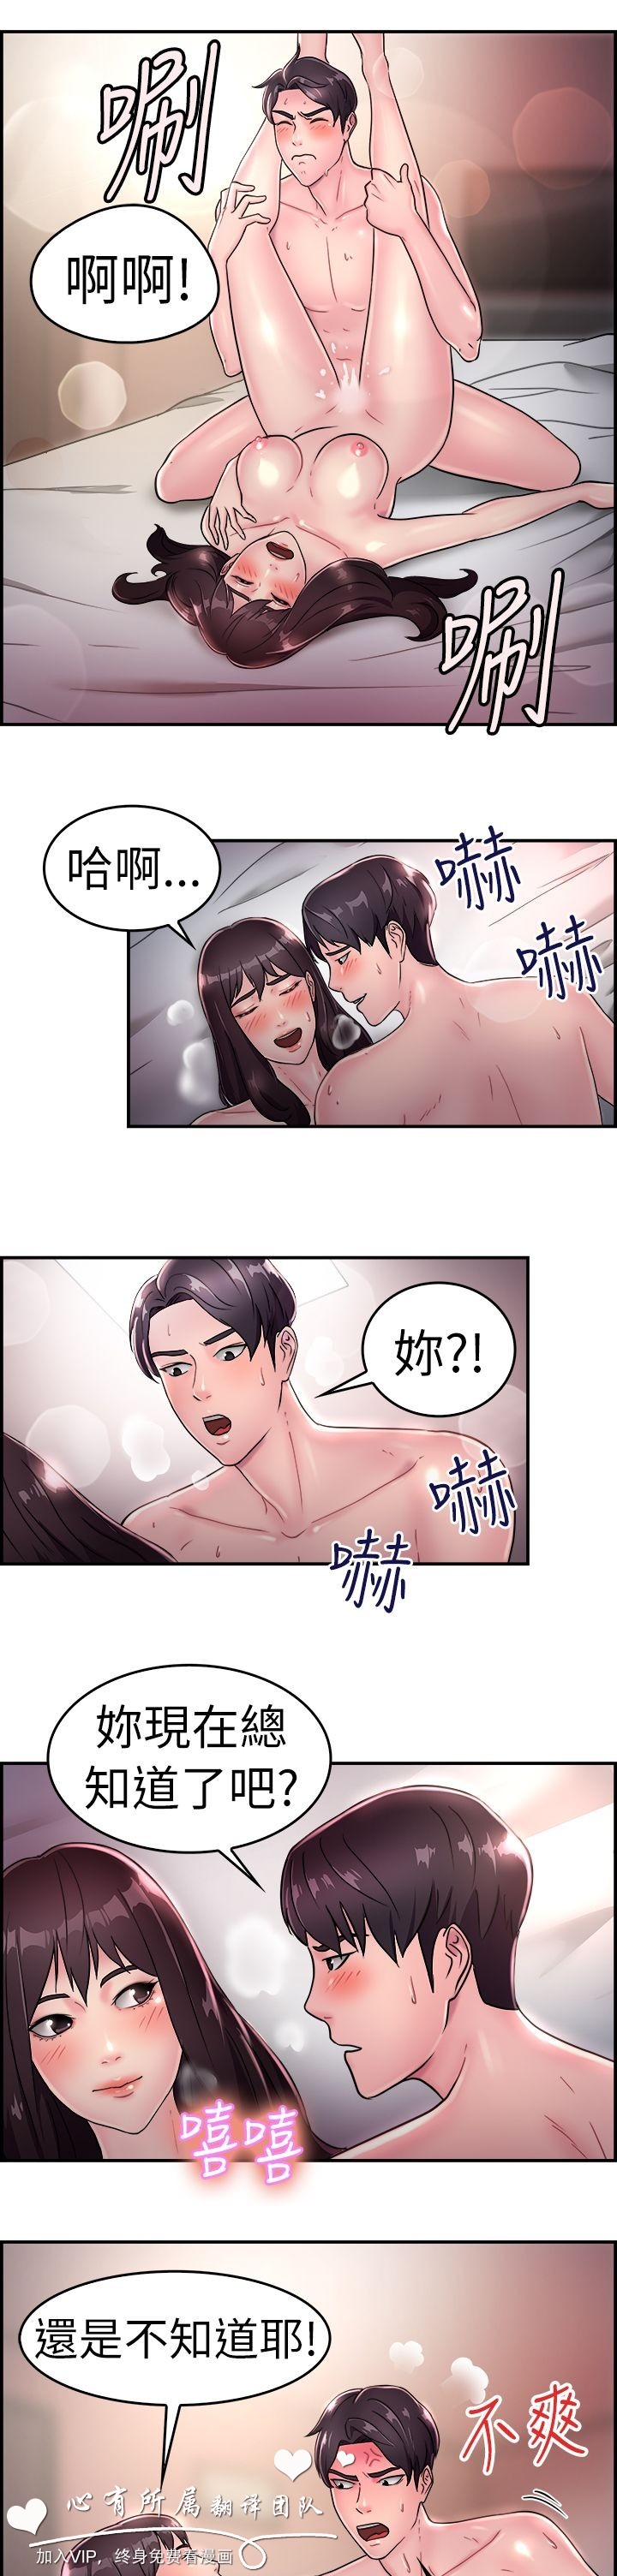 唰
啊啊!
唰
哈啊...
嚇
嚇
妳?!
嚇
嚇
妳現在總
知道了吧?
嘻嘻
還是不知道耶!
不爽
心有所属翻译团队
加入VIP，终身免费看漫画